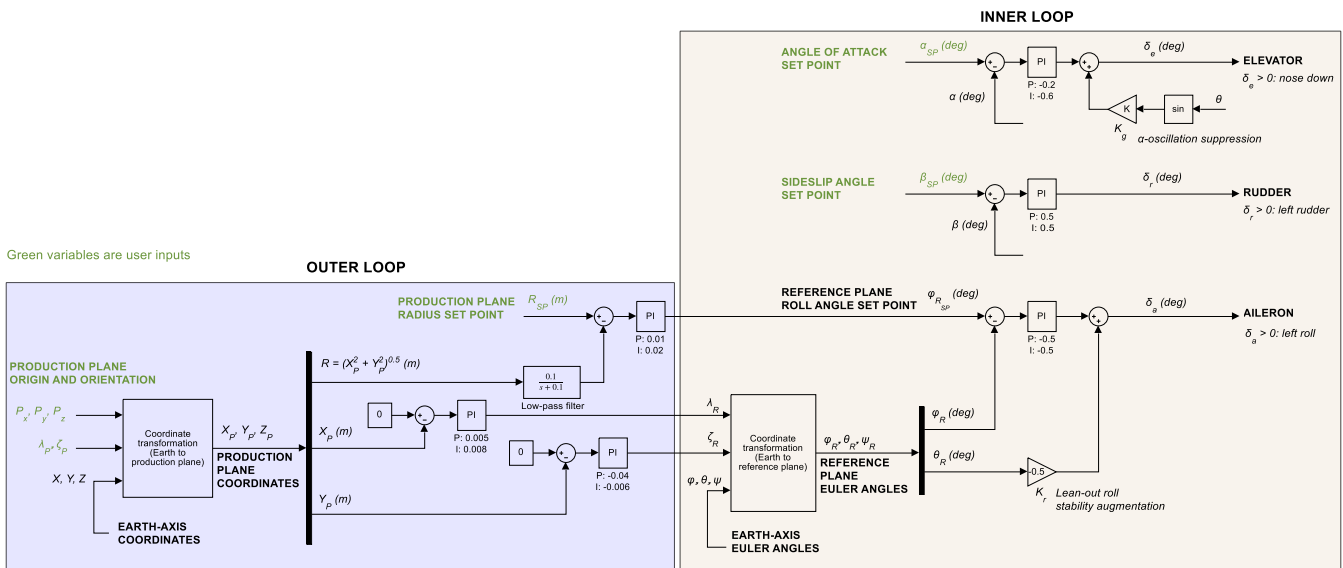 INNER LOOP
ANGLE OF ATTACK
SET POINT
α_SP (deg)
+
−
α (deg)
PI
P: -0.2
I: -0.6
+
+
δ_e (deg)
ELEVATOR
δ_e > 0: nose down
K
K_g
sin
θ
α-oscillation suppression
SIDESLIP ANGLE
SET POINT
β_SP (deg)
+
−
β (deg)
PI
P: 0.5
I: 0.5
δ_r (deg)
RUDDER
δ_r > 0: left rudder
Green variables are user inputs
OUTER LOOP
PRODUCTION PLANE
RADIUS SET POINT
R_SP (m)
+
−
PI
P: 0.01
I: 0.02
REFERENCE PLANE
ROLL ANGLE SET POINT
φ_R_SP (deg)
+
−
PI
P: -0.5
I: -0.5
+
+
δ_a (deg)
AILERON
δ_a > 0: left roll
PRODUCTION PLANE
ORIGIN AND ORIENTATION
P_x, P_y, P_z
λ_P, ζ_P
X, Y, Z
EARTH-AXIS
COORDINATES
Coordinate
transformation
(Earth to
production plane)
X_P, Y_P, Z_P
PRODUCTION
PLANE
COORDINATES
R = (X_P^2 + Y_P^2)^0.5 (m)
0.1
s + 0.1
Low-pass filter
X_P (m)
0
+
−
PI
P: 0.005
I: 0.008
Y_P (m)
0
+
−
PI
P: -0.04
I: -0.006
λ_R
ζ_R
φ, θ, ψ
EARTH-AXIS
EULER ANGLES
Coordinate
transformation
(Earth to
reference plane)
φ_R, θ_R, ψ_R
REFERENCE
PLANE
EULER ANGLES
φ_R (deg)
θ_R (deg)
-0.5
K_r
Lean-out roll
stability augmentation